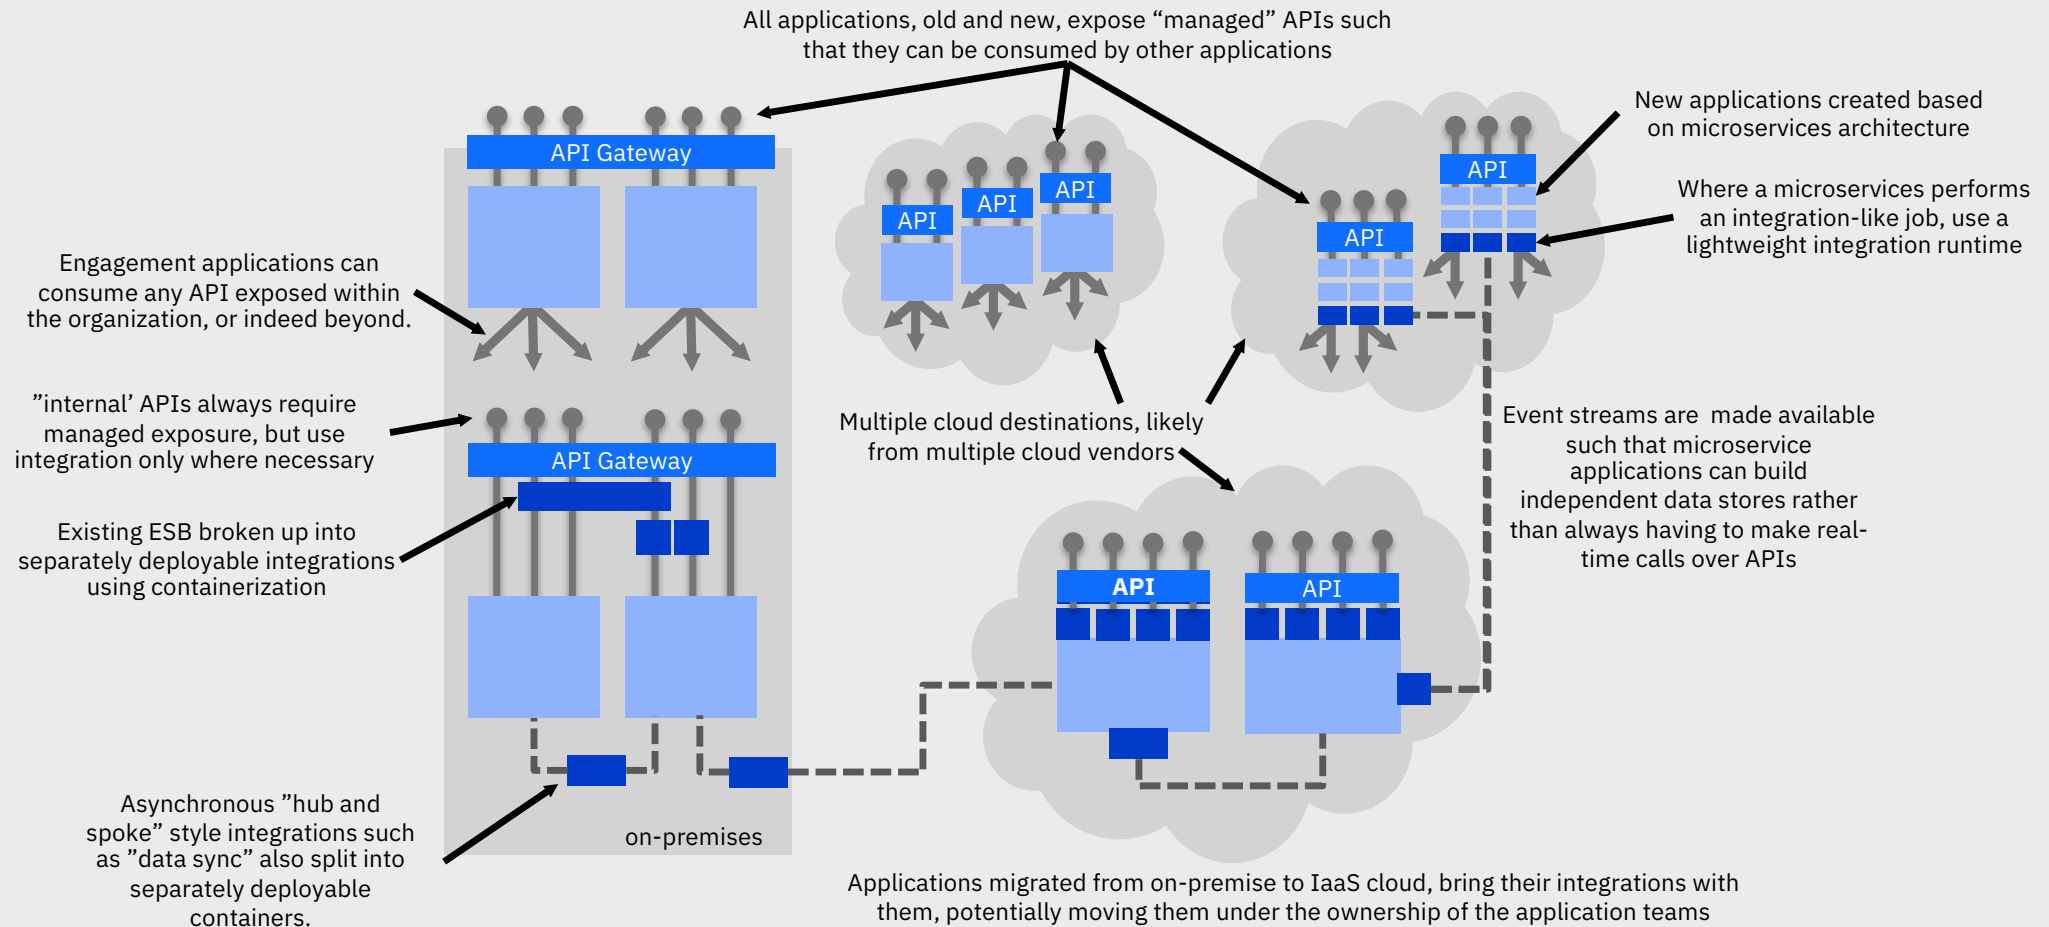 All applications, old and new, expose “managed” APIs such
that they can be consumed by other applications
New applications created based
on microservices architecture
API Gateway
API
API
API
API
API
Where a microservices performs
an integration-like job, use a
lightweight integration runtime
Engagement applications can
consume any API exposed within
the organization, or indeed beyond.
”internal’ APIs always require
managed exposure, but use
integration only where necessary
API Gateway
Multiple cloud destinations, likely
from multiple cloud vendors
Event streams are  made available
such that microservice
applications can build
independent data stores rather
than always having to make real-
time calls over APIs
Existing ESB broken up into
separately deployable integrations
using containerization
API
API
Asynchronous ”hub and
spoke” style integrations such
as ”data sync” also split into
separately deployable
containers.
on-premises
Applications migrated from on-premise to IaaS cloud, bring their integrations with
them, potentially moving them under the ownership of the application teams